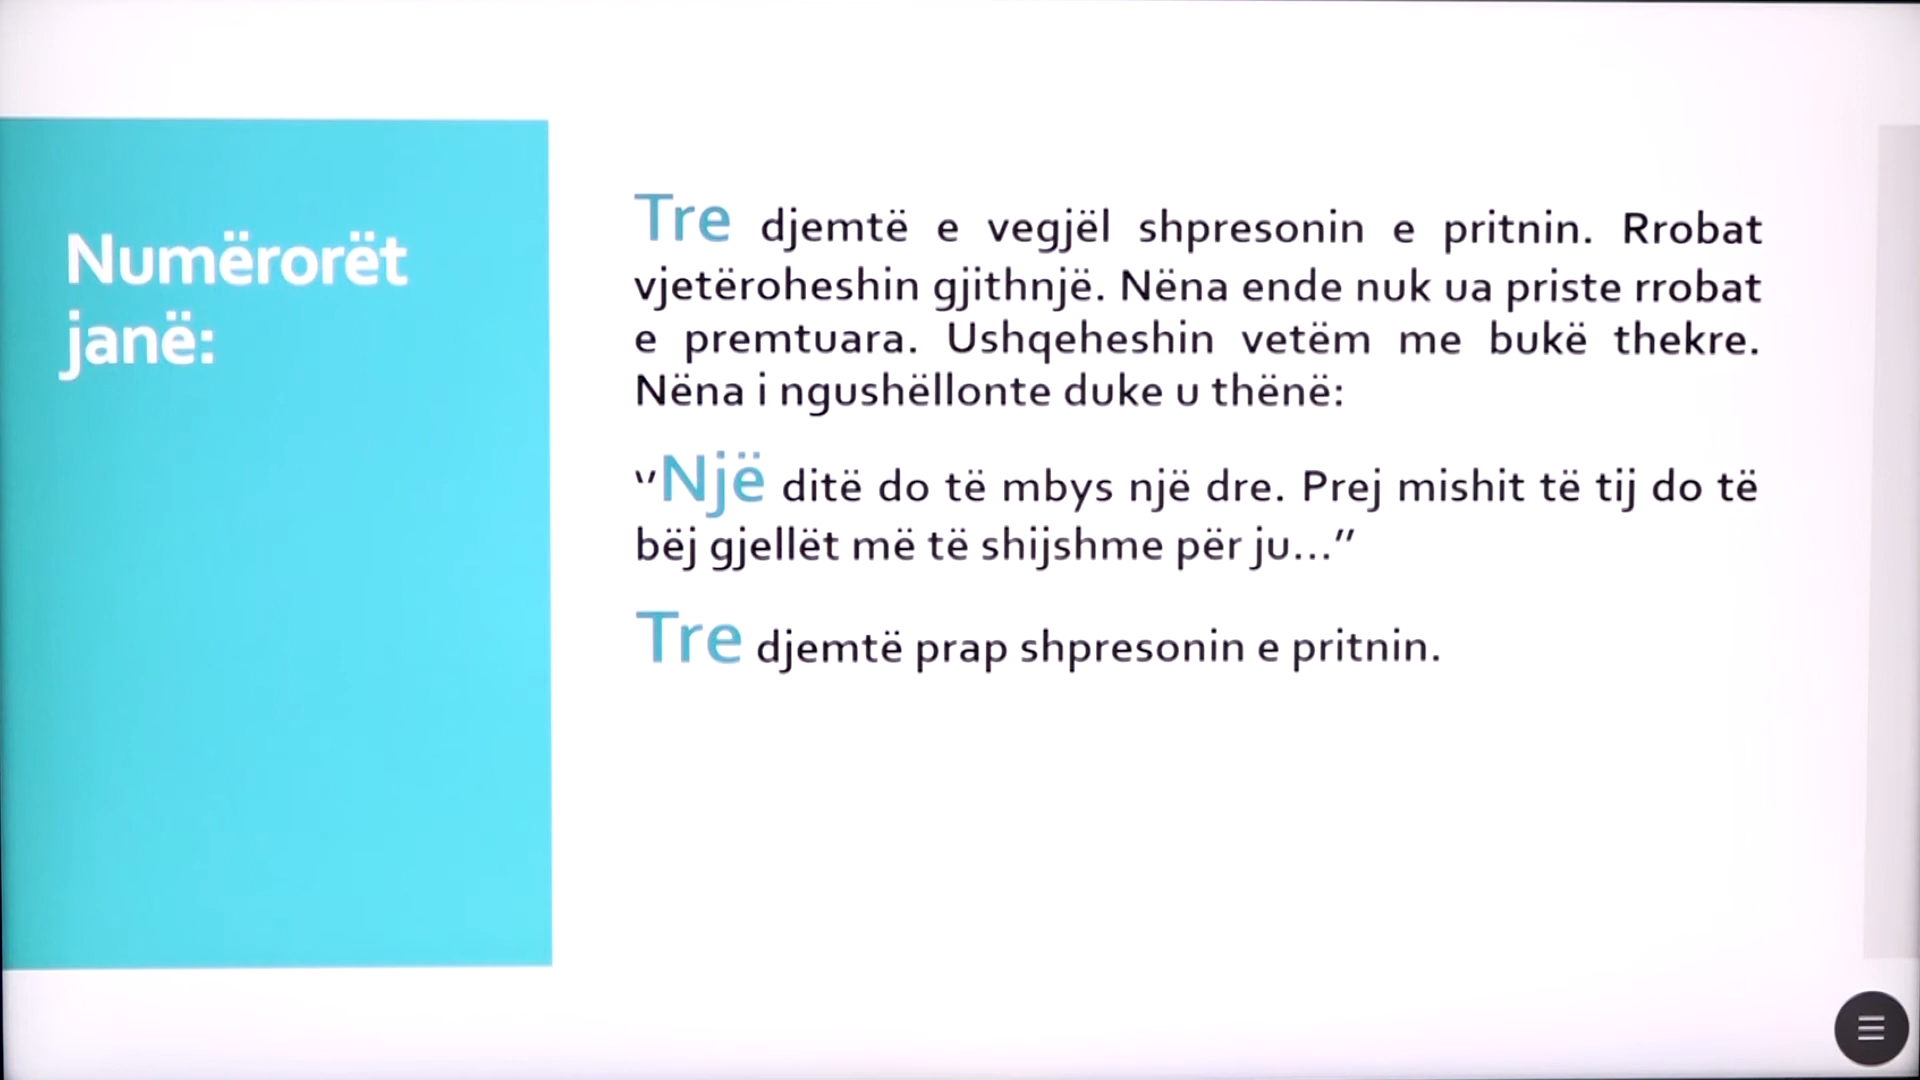 Numërorët
janë:
Tre djemtë e vegjël shpresonin e pritnin. Rrobat
vjetëroheshin gjithnjë. Nëna ende nuk ua priste rrobat
e premtuara. Ushqeheshin vetëm me bukë thekre.
Nëna i ngushëllonte duke u thënë:
“Një ditë do të mbys një dre. Prej mishit të tij do të
bëj gjellët më të shijshme për ju...”
Tre djemtë prap shpresonin e pritnin.